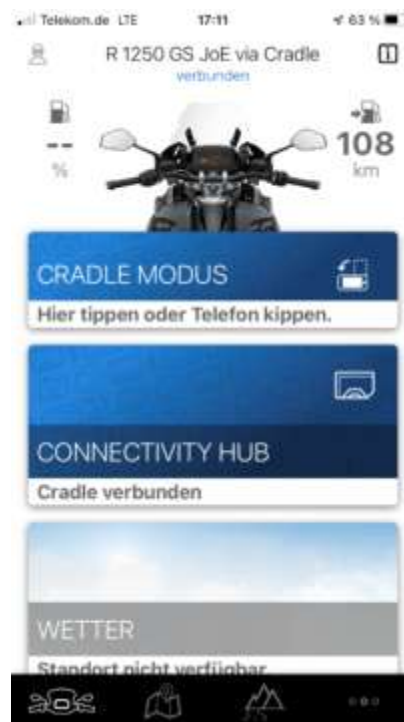 Telekom.de LTE 17:11 63 %
R 1250 GS JoE via Cradle
verbunden
-- 108
% km
CRADLE MODUS
Hier tippen oder Telefon kippen.
CONNECTIVITY HUB
Cradle verbunden
WETTER
Standort nicht verfügbar